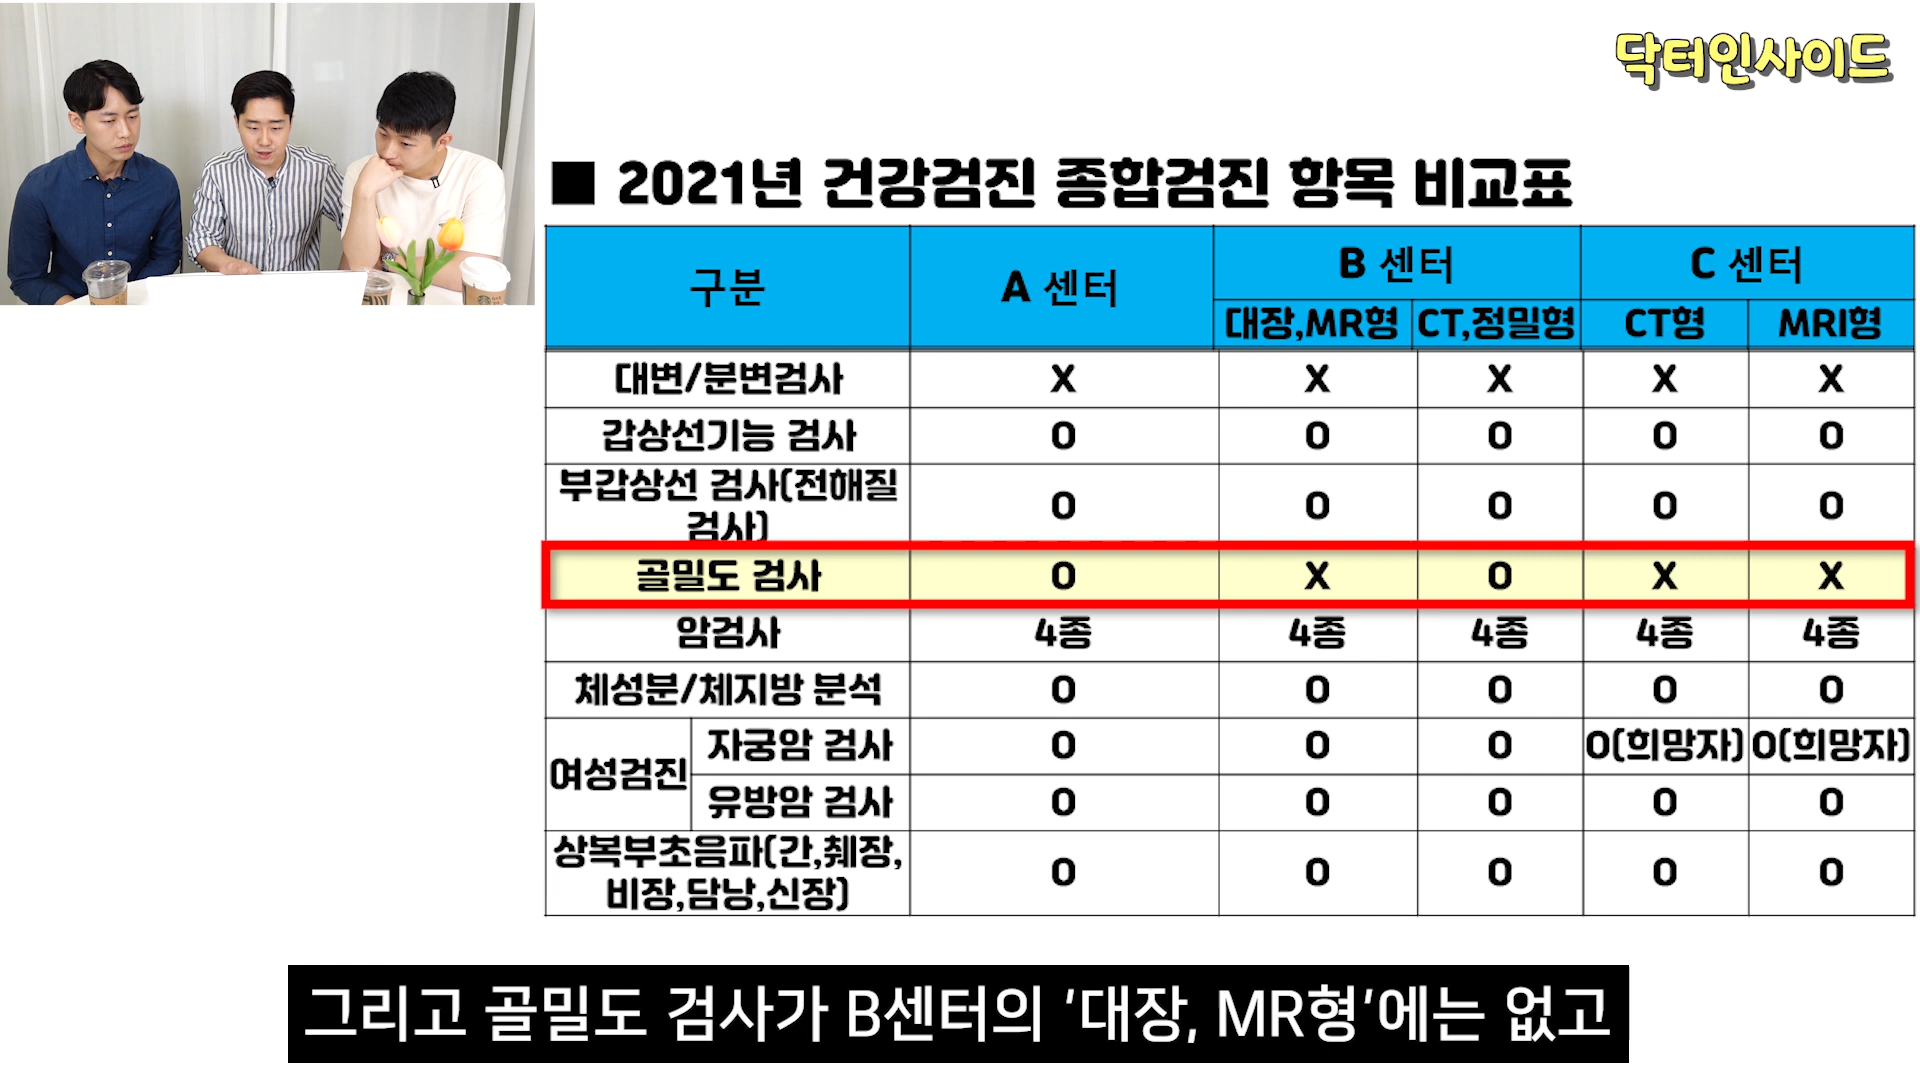 닥터인사이드
■ 2021년 건강검진 종합검진 항목 비교표
구분 A 센터 B 센터 C 센터
대장,MR형 CT,정밀형 CT형 MRI형
대변/분변검사 X X X X X
갑상선기능 검사 O O O O O
부갑상선 검사(전해질
검사) O O O O O
골밀도 검사 O X O X X
암검사 4종 4종 4종 4종 4종
체성분/체지방 분석 O O O O O
여성검진 자궁암 검사 O O O O(희망자) O(희망자)
유방암 검사 O O O O O
상복부초음파(간,췌장,
비장,담낭,신장) O O O O O
그리고 골밀도 검사가 B센터의 '대장, MR형'에는 없고